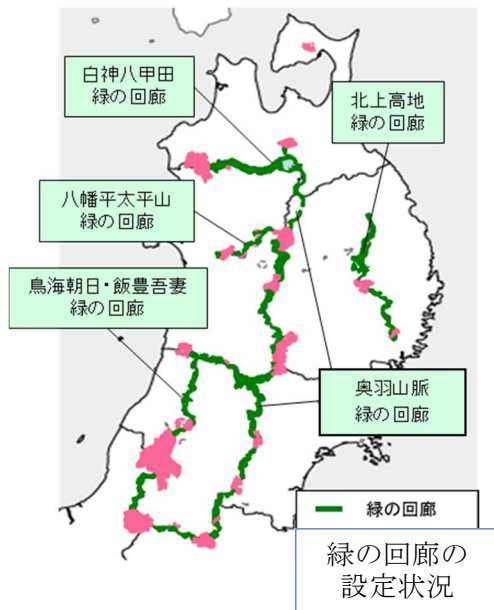 白神八甲田
緑の回廊
北上高地
緑の回廊
八幡平太平山
緑の回廊
鳥海朝日・飯豊吾妻
緑の回廊
奥羽山脈
緑の回廊
緑の回廊
緑の回廊の
設定状況